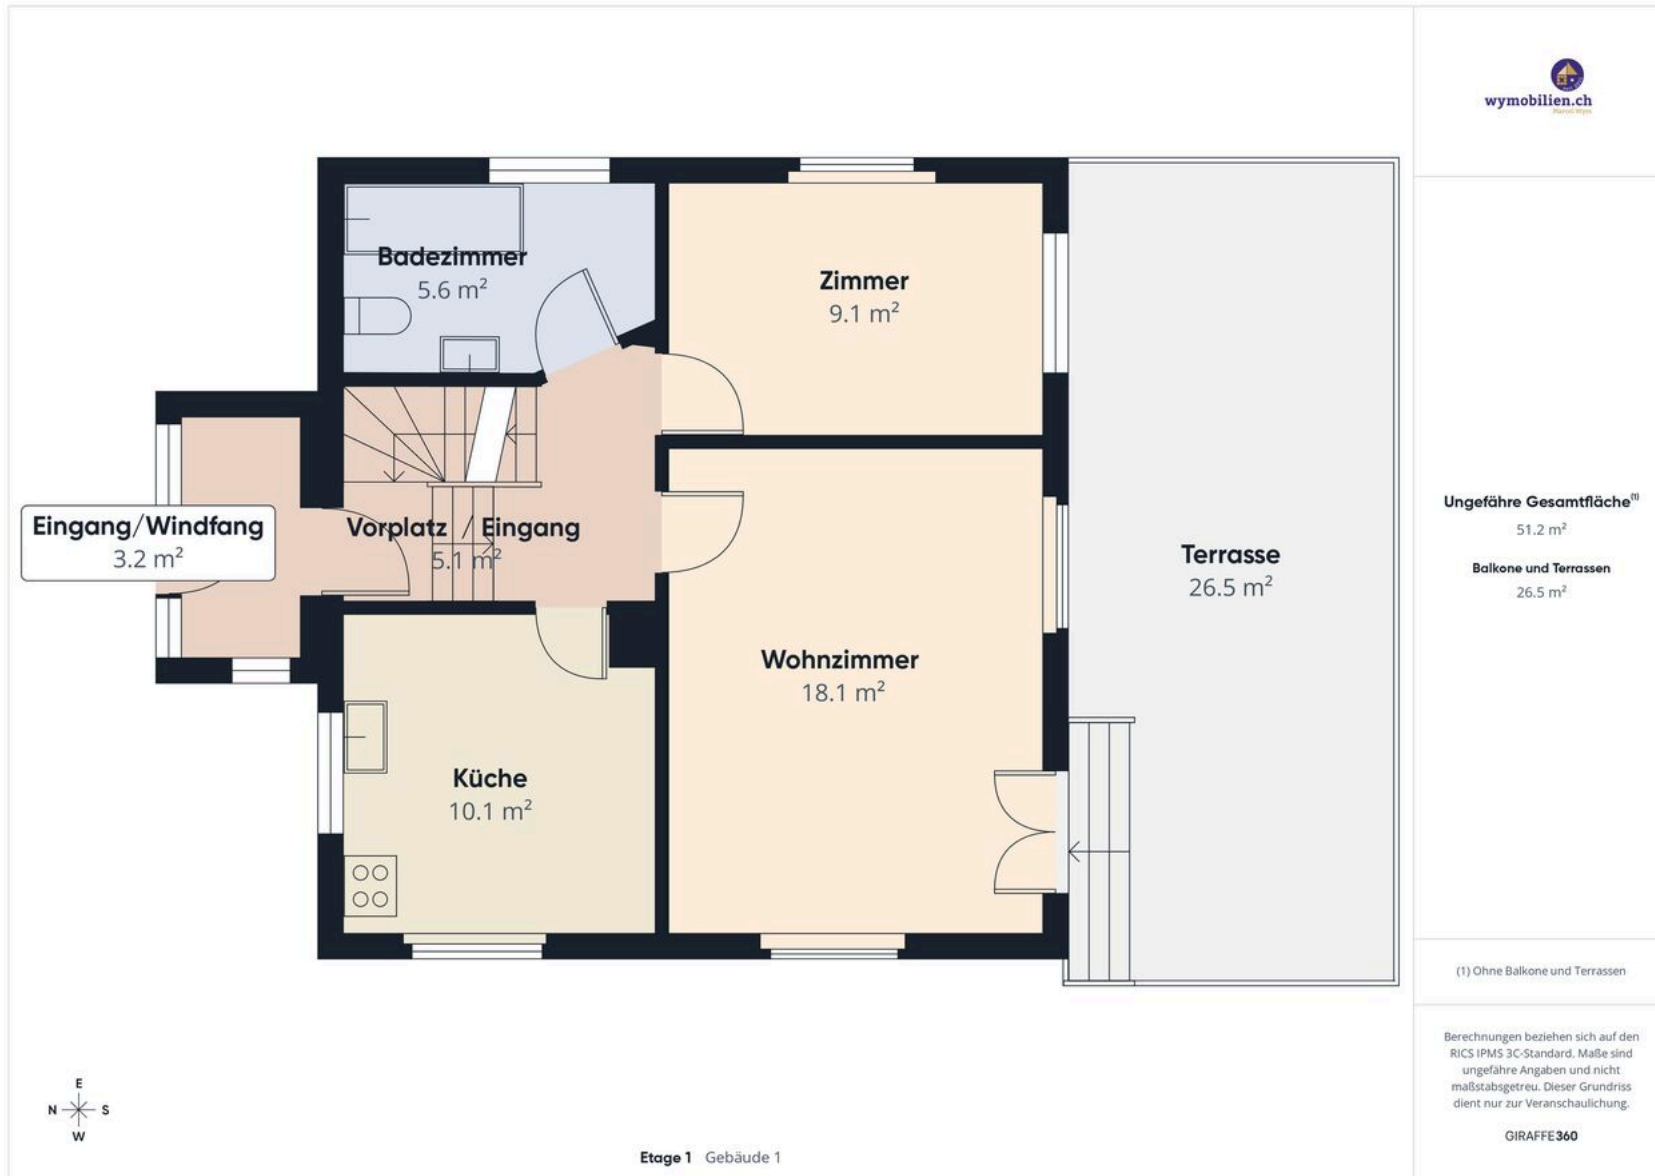 wymobilien.ch
Badezimmer
5.6 m²
Zimmer
9.1 m²
Eingang/Windfang
3.2 m²
Vorplatz / Eingang
5.1 m²
Terrasse
26.5 m²
Wohnzimmer
18.1 m²
Küche
10.1 m²
Ungefähre Gesamtfläche(1)
51.2 m²
Balkone und Terrassen
26.5 m²
(1) Ohne Balkone und Terrassen
Berechnungen beziehen sich auf den
RICS IPMS 3C-Standard. Maße sind
ungefähre Angaben und nicht
maßstabsgetreu. Dieser Grundriss
dient nur zur Veranschaulichung.
GIRAFFE360
E
N S
W
Etage 1 Gebäude 1